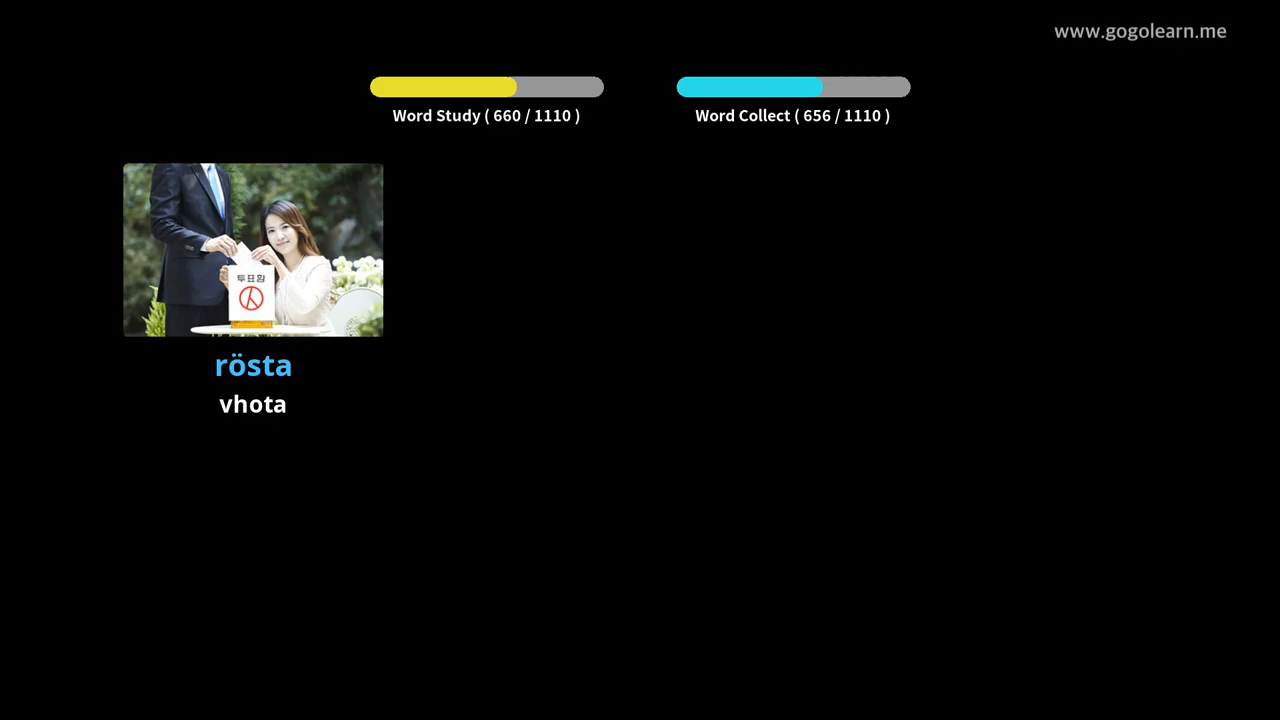 www.gogolearn.me
Word Study ( 660 / 1110 )
Word Collect ( 656 / 1110 )
투표함
rösta
vhota